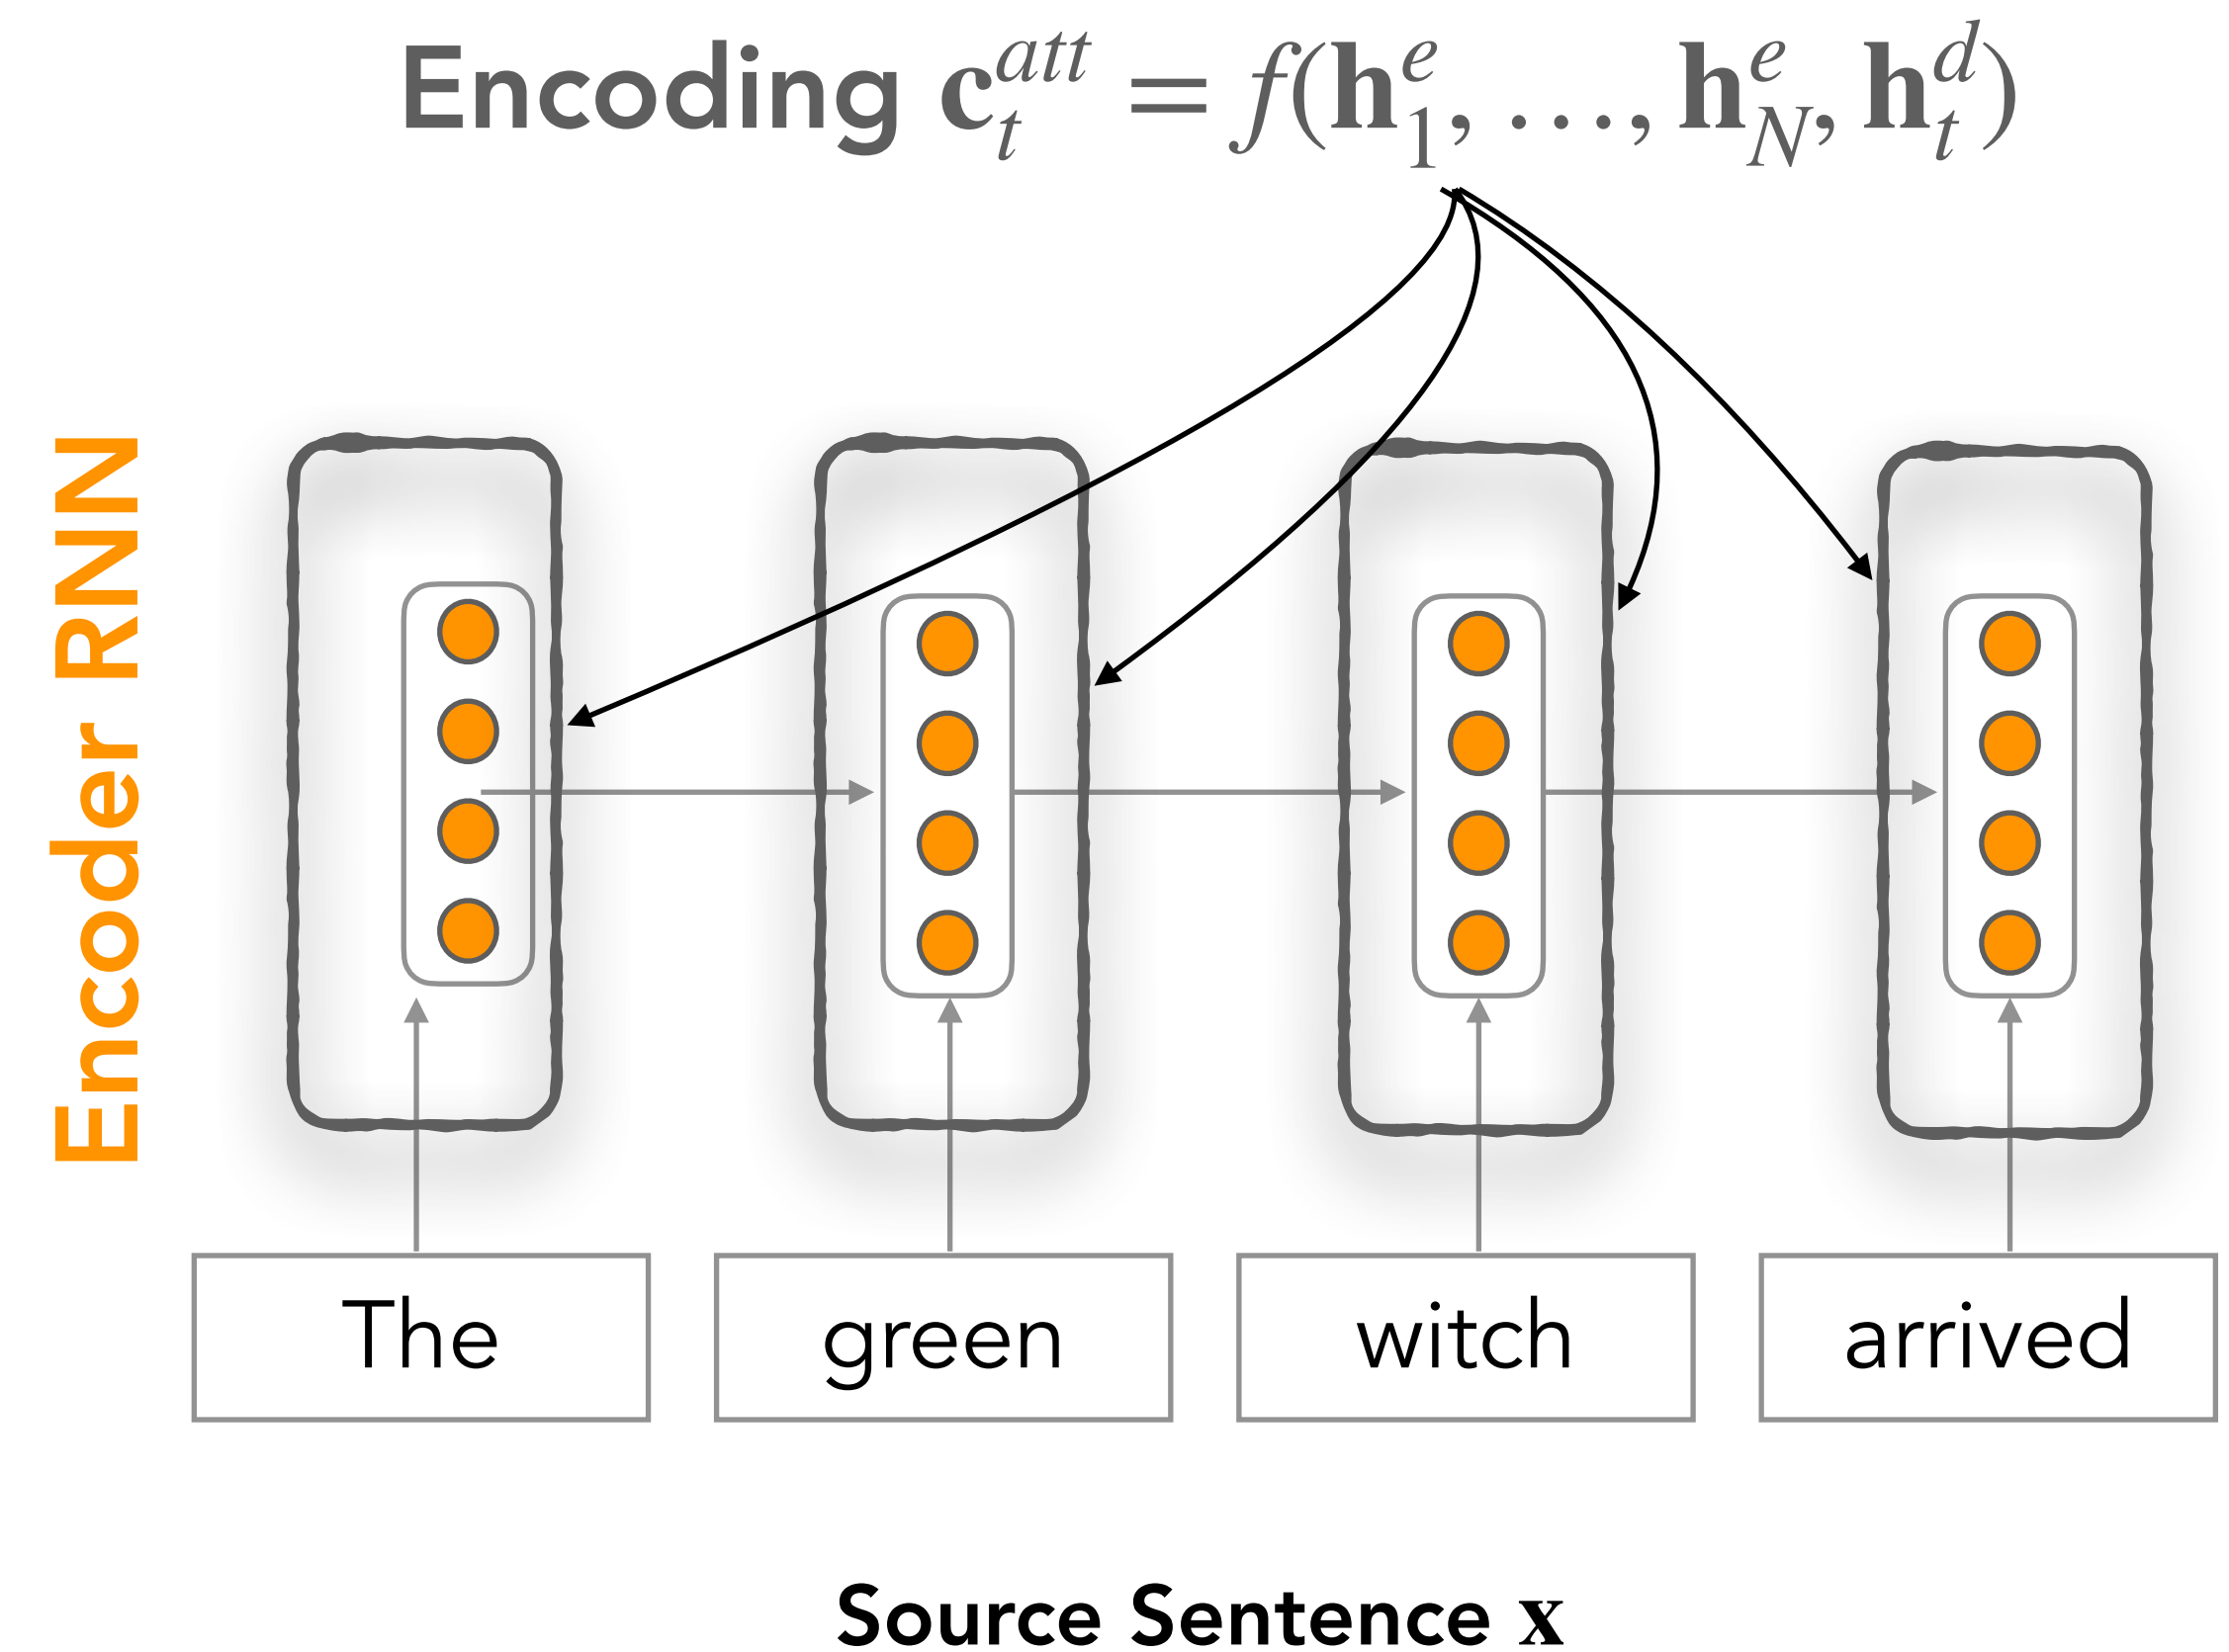 Encoding c_t^{att} = f(h_1^e, . . ., h_N^e, h_t^d)
Encoder RNN
The green witch arrived
Source Sentence x